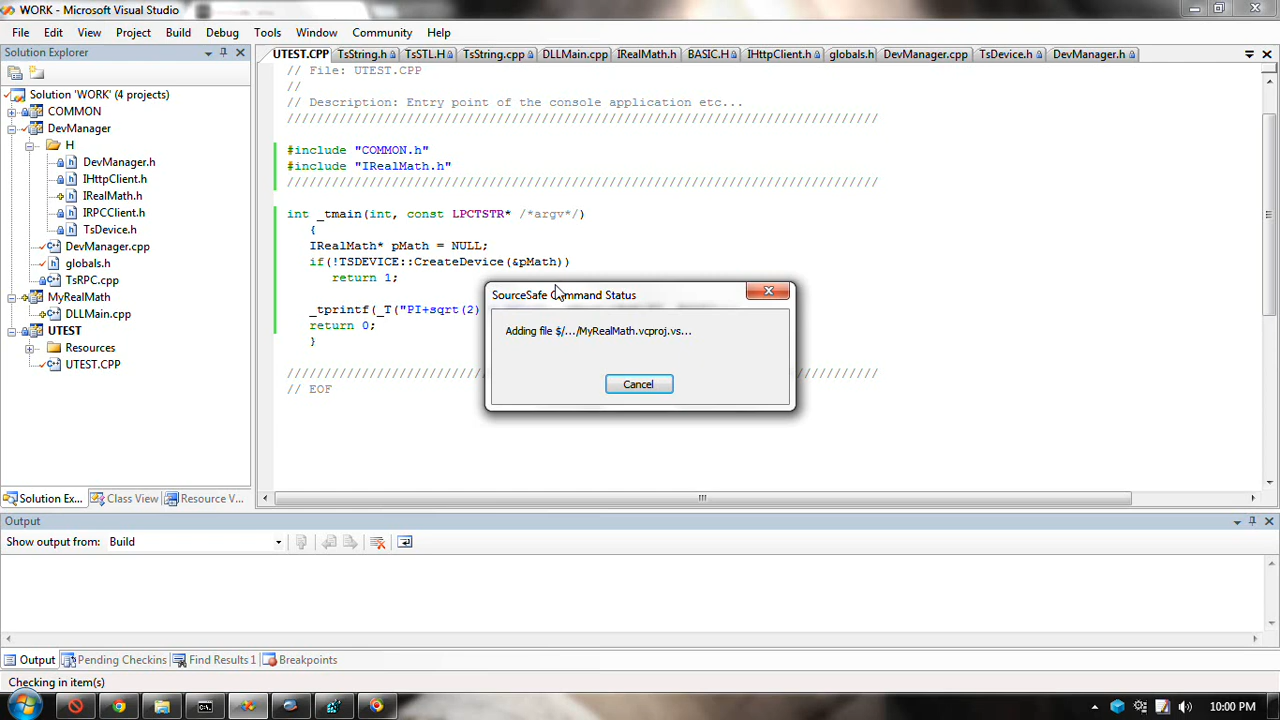 WORK - Microsoft Visual Studio
File Edit View Project Build Debug Tools Window Community Help
Solution Explorer
UTEST.CPP TsString.h TsSTL.H TsString.cpp DLLMain.cpp IRealMath.h BASIC.H IHttpClient.h globals.h DevManager.cpp TsDevice.h DevManager.h
Solution 'WORK' (4 projects)
COMMON
DevManager
H
DevManager.h
IHttpClient.h
IRealMath.h
IRPCClient.h
TsDevice.h
DevManager.cpp
globals.h
TsRPC.cpp
MyRealMath
DLLMain.cpp
UTEST
Resources
UTEST.CPP
// File: UTEST.CPP
//
// Description: Entry point of the console application etc...
///////////////////////////////////////////////////////////////////////////////
#include "COMMON.h"
#include "IRealMath.h"
///////////////////////////////////////////////////////////////////////////////
int _tmain(int, const LPCTSTR* /*argv*/)
{
IRealMath* pMath = NULL;
if(!TSDEVICE::CreateDevice(&pMath))
return 1;
_tprintf(_T("PI+sqrt(2)
return 0;
}
///////////////////////////////////////////////////////////////////////////////
// EOF
SourceSafe Command Status
Adding file $/.../MyRealMath.vcproj.vs...
Cancel
Solution Ex... Class View Resource V...
Output
Show output from: Build
Output Pending Checkins Find Results 1 Breakpoints
Checking in item(s)
10:00 PM